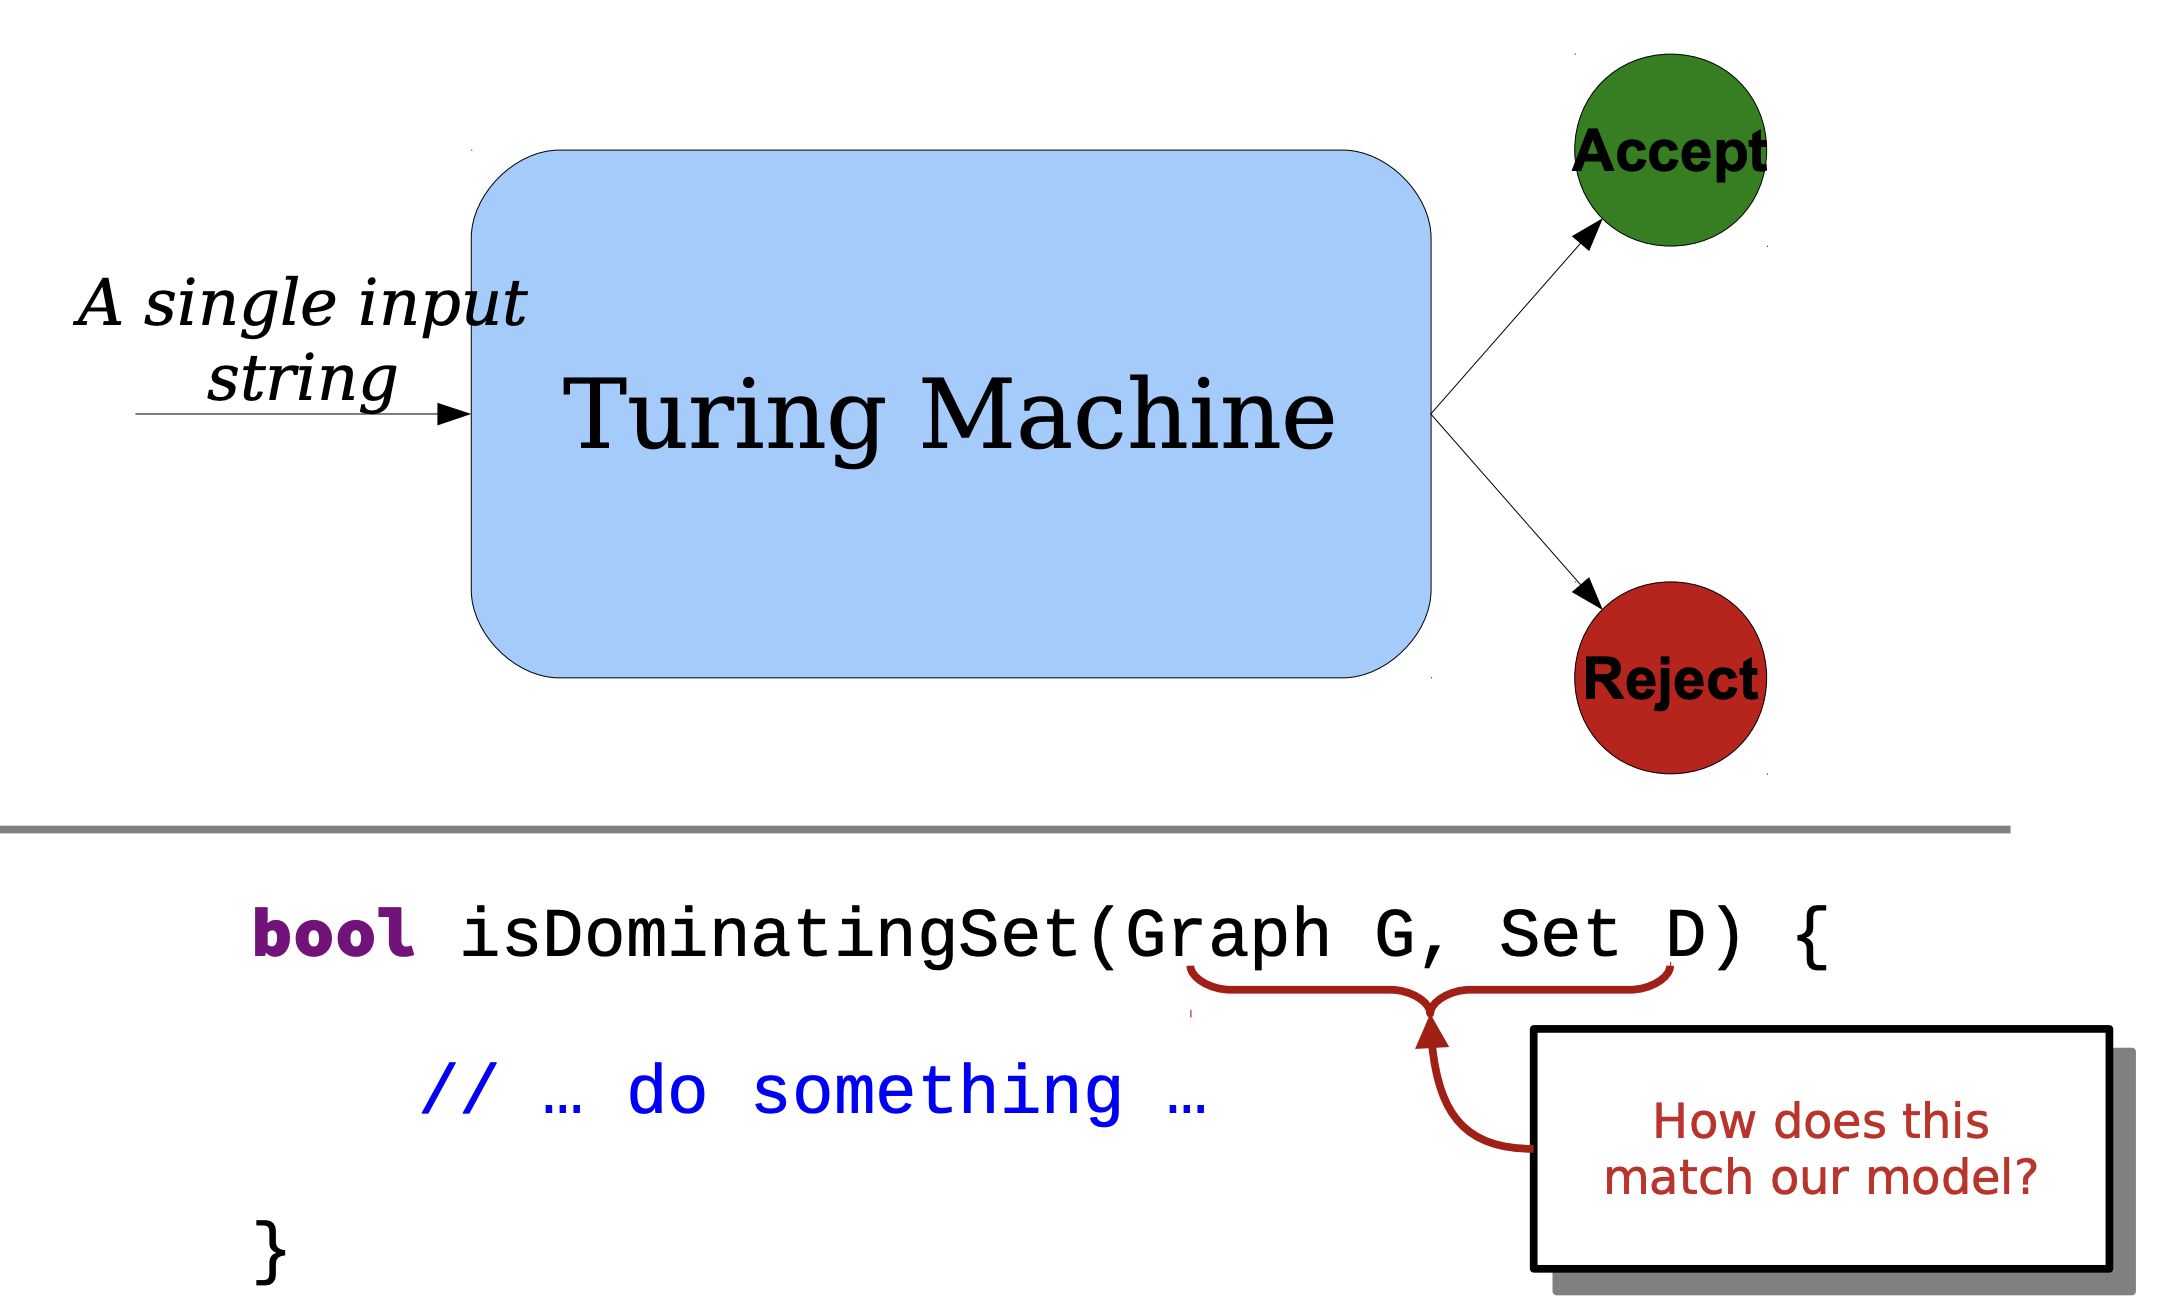 Accept
A single input
string
Turing Machine
Reject
bool isDominatingSet(Graph G, Set D) {
// … do something …
How does this
match our model?
}